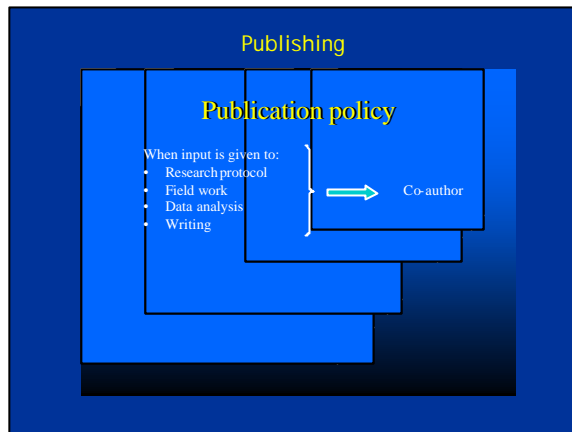 Publishing
Publication policy
When input is given to:
• Research protocol
• Field work
• Data analysis
• Writing
Co-author